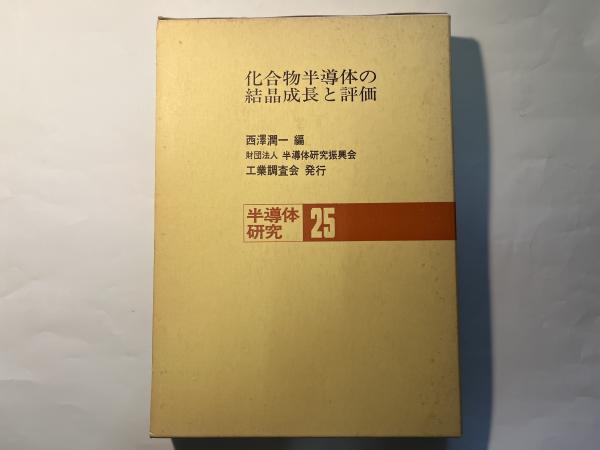 化合物半導体の
結晶成長と評価
西澤潤一 編
財団法人 半導体研究振興会
工業調査会 発行
半導体
研究
25